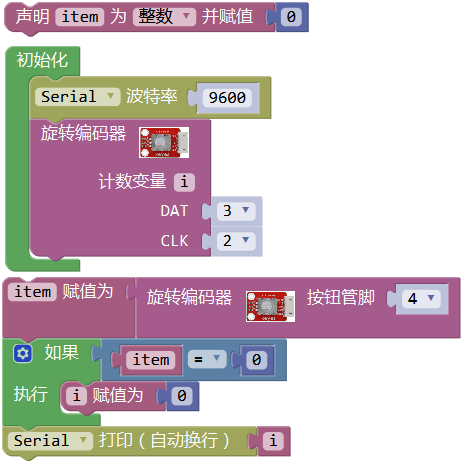 声明 item 为 整数 并赋值 0
初始化
Serial 波特率 9600
旋转编码器
计数变量 i
DAT 3
CLK 2
item 赋值为 旋转编码器 按钮管脚 4
如果 item = 0
执行 i 赋值为 0
Serial 打印（自动换行） i